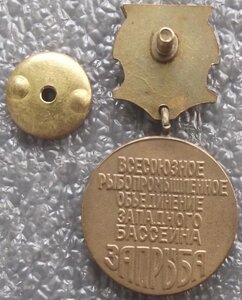 ВСЕСОЮЗНОЕ
РЫБОПРОМЫШЛЕННОЕ
ОБЪЕДИНЕНИЕ
ЗАПАДНОГО
БАССЕЙНА
ЗАПРЫБА